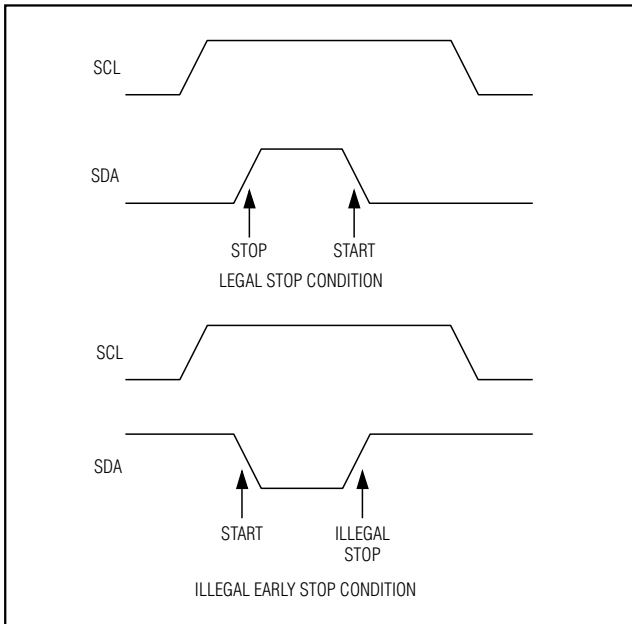 SCL
SDA
STOP START
LEGAL STOP CONDITION
SCL
SDA
START ILLEGAL
STOP
ILLEGAL EARLY STOP CONDITION